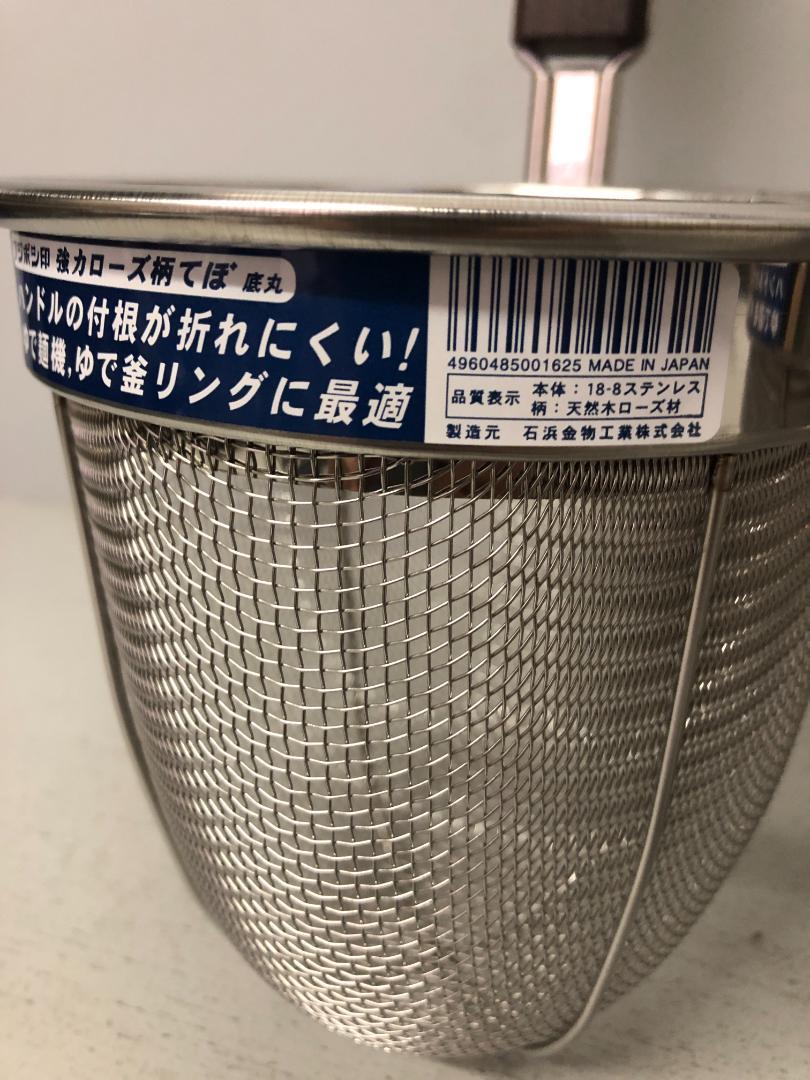 ボシ印 強力ローズ柄てぼ 底丸
ンドルの付根が折れにくい!
で麺機,ゆで釜リングに最適
4960485001625 MADE IN JAPAN
品質表示 本体:18-8ステンレス
柄:天然木ローズ材
製造元 石浜金物工業株式会社